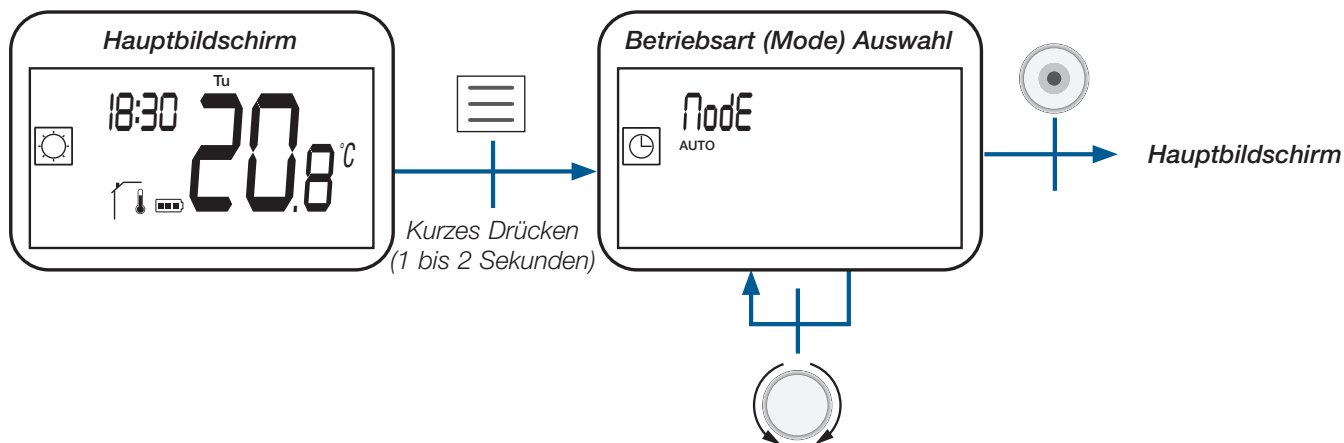 Hauptbildschirm
Tu
18:30
20.8 °C
Kurzes Drücken
(1 bis 2 Sekunden)
Betriebsart (Mode) Auswahl
ModE
AUTO
Hauptbildschirm